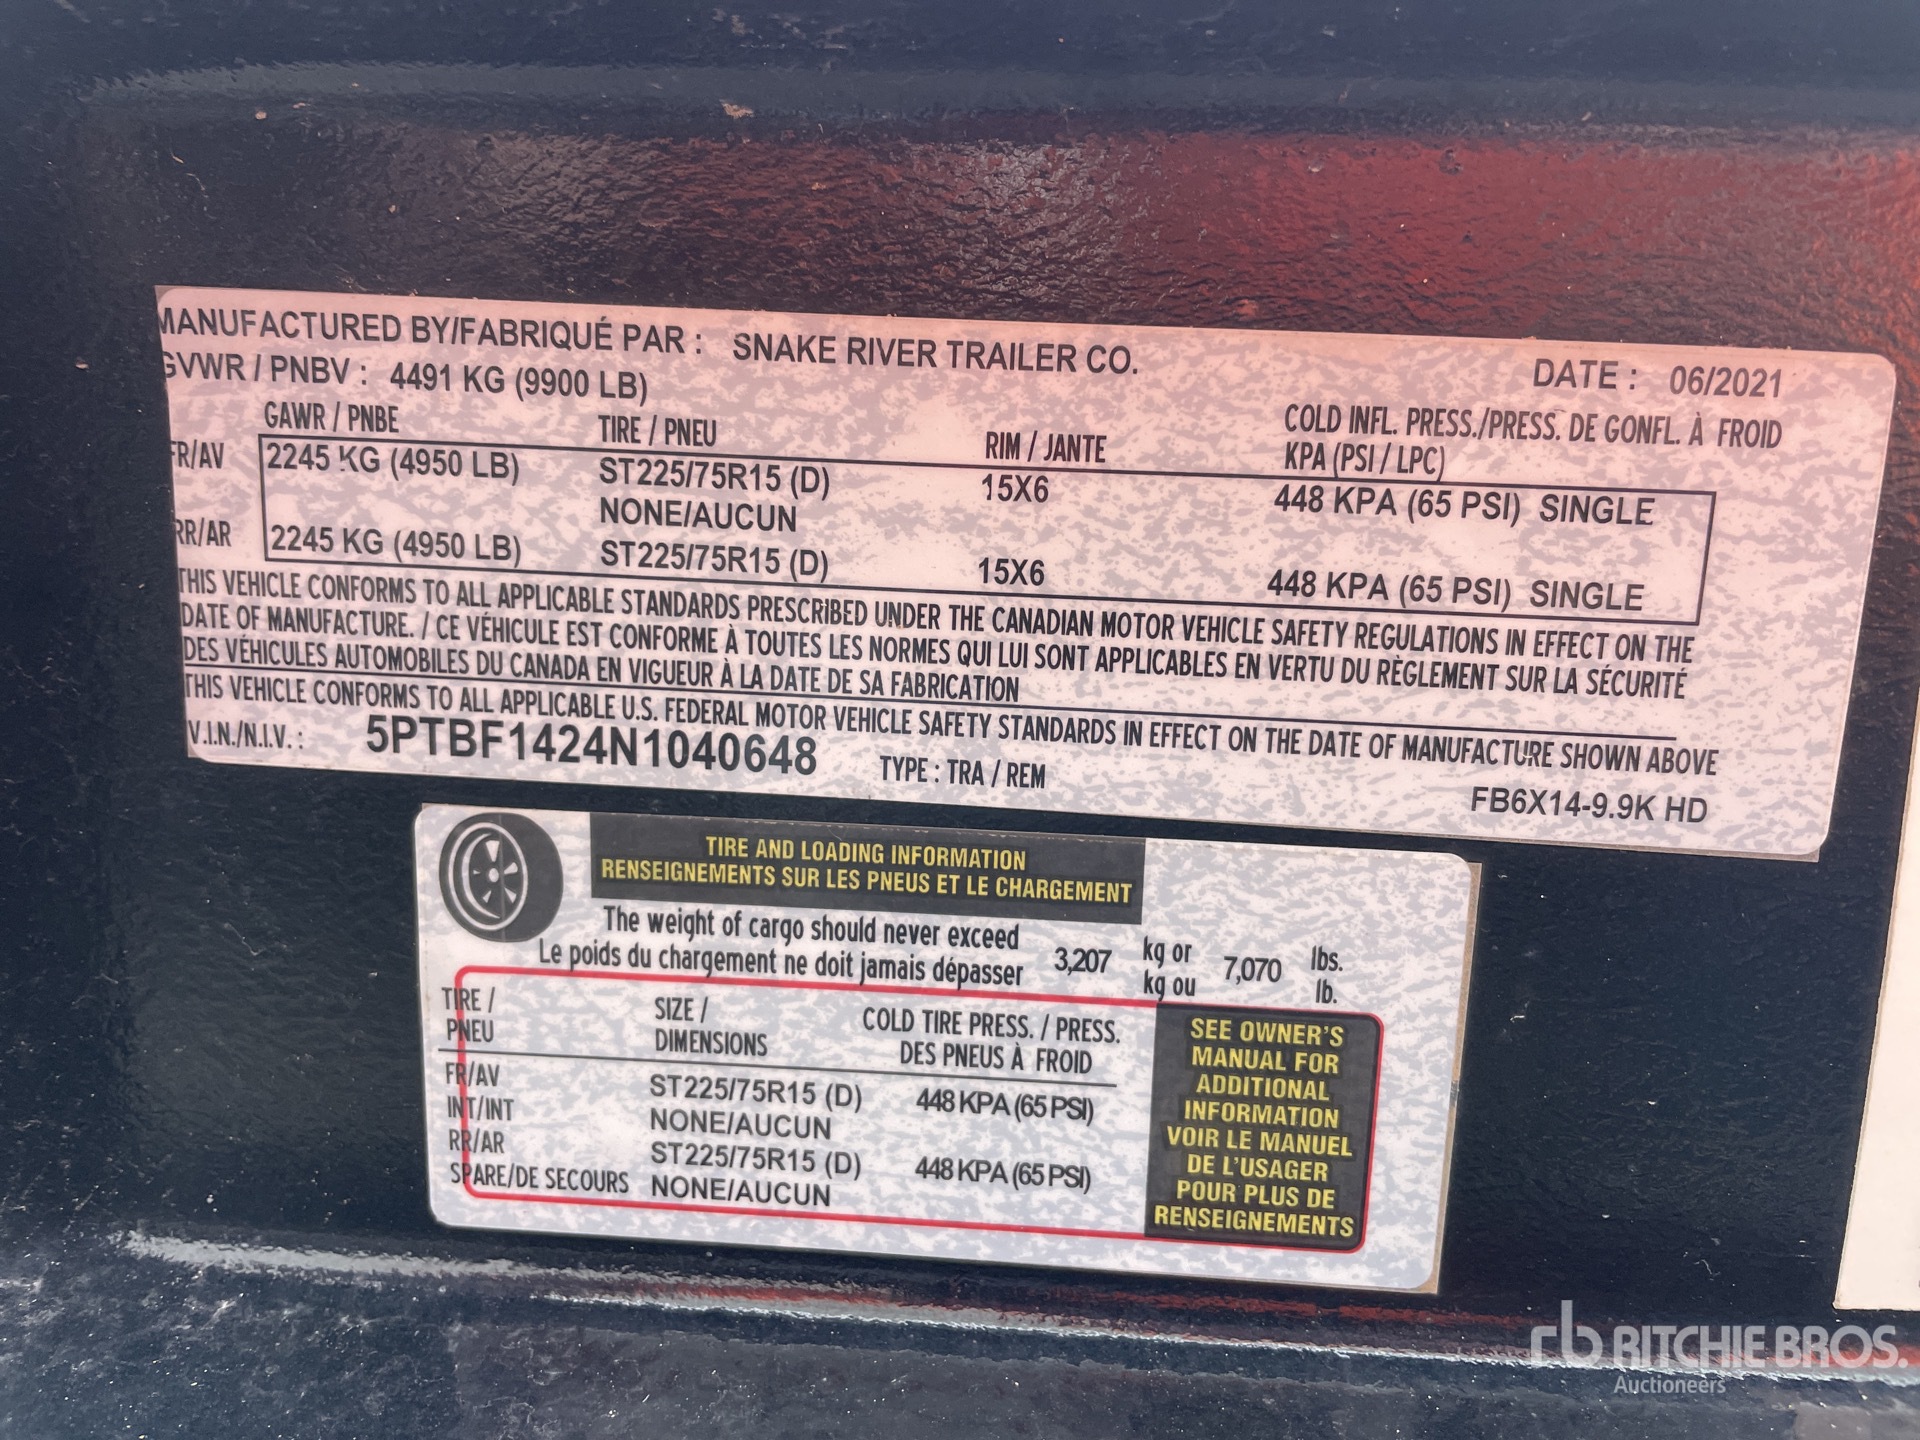 MANUFACTURED BY/FABRIQUÉ PAR : SNAKE RIVER TRAILER CO. DATE : 06/2021
GVWR / PNBV : 4491 KG (9900 LB)
GAWR / PNBE TIRE / PNEU RIM / JANTE COLD INFL. PRESS./PRESS. DE GONFL. À FROID
KPA (PSI / LPC)
FR/AV 2245 KG (4950 LB) ST225/75R15 (D) 15X6 448 KPA (65 PSI) SINGLE
NONE/AUCUN
RR/AR 2245 KG (4950 LB) ST225/75R15 (D) 15X6 448 KPA (65 PSI) SINGLE
THIS VEHICLE CONFORMS TO ALL APPLICABLE STANDARDS PRESCRIBED UNDER THE CANADIAN MOTOR VEHICLE SAFETY REGULATIONS IN EFFECT ON THE
DATE OF MANUFACTURE. / CE VÉHICULE EST CONFORME À TOUTES LES NORMES QUI LUI SONT APPLICABLES EN VERTU DU RÈGLEMENT SUR LA SÉCURITÉ
DES VÉHICULES AUTOMOBILES DU CANADA EN VIGUEUR À LA DATE DE SA FABRICATION
THIS VEHICLE CONFORMS TO ALL APPLICABLE U.S. FEDERAL MOTOR VEHICLE SAFETY STANDARDS IN EFFECT ON THE DATE OF MANUFACTURE SHOWN ABOVE
V.I.N./N.I.V. : 5PTBF1424N1040648 TYPE : TRA / REM FB6X14-9.9K HD
TIRE AND LOADING INFORMATION
RENSEIGNEMENTS SUR LES PNEUS ET LE CHARGEMENT
The weight of cargo should never exceed 3,207 kg or 7,070 lbs.
Le poids du chargement ne doit jamais dépasser kg ou lb.
TIRE / SIZE / COLD TIRE PRESS. / PRESS.
PNEU DIMENSIONS DES PNEUS À FROID
FR/AV ST225/75R15 (D) 448 KPA (65 PSI)
INT/INT NONE/AUCUN
RR/AR ST225/75R15 (D) 448 KPA (65 PSI)
SPARE/DE SECOURS NONE/AUCUN
SEE OWNER'S
MANUAL FOR
ADDITIONAL
INFORMATION
VOIR LE MANUEL
DE L'USAGER
POUR PLUS DE
RENSEIGNEMENTS
rb RITCHIE BROS.
Auctioneers